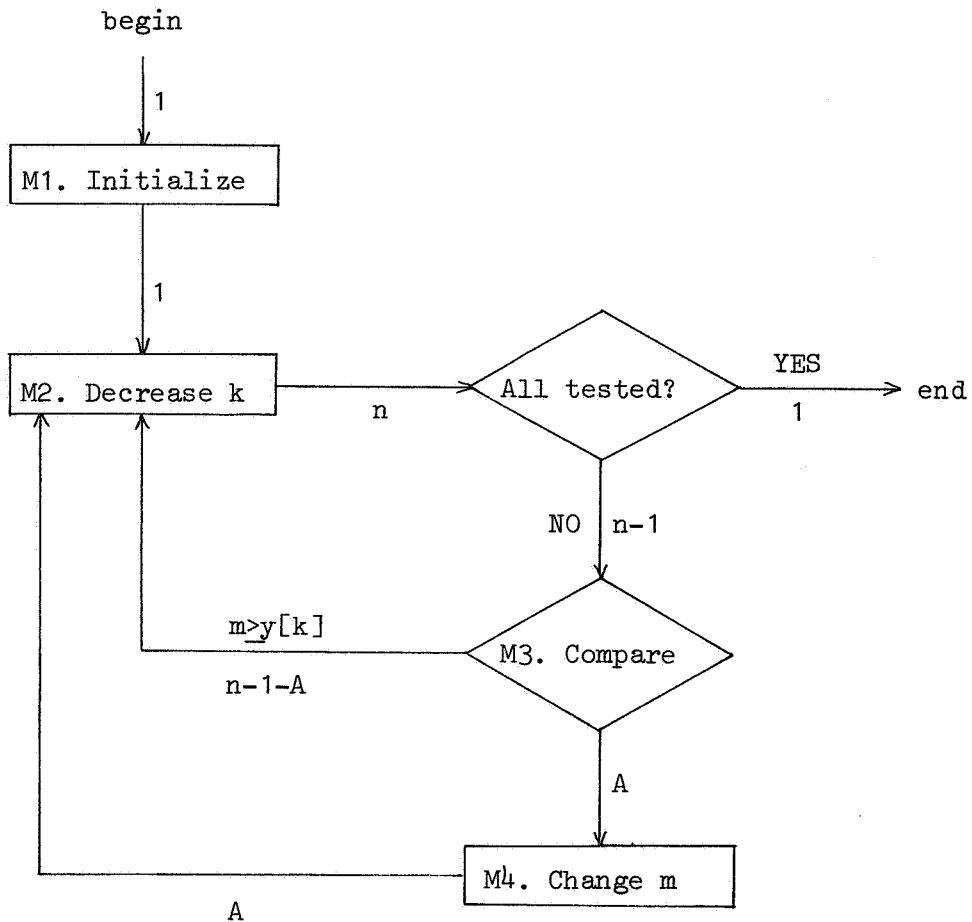 begin
1
M1. Initialize
1
M2. Decrease k
n
All tested?
YES
1
end
NO
n-1
m≥y[k]
n-1-A
M3. Compare
A
M4. Change m
A